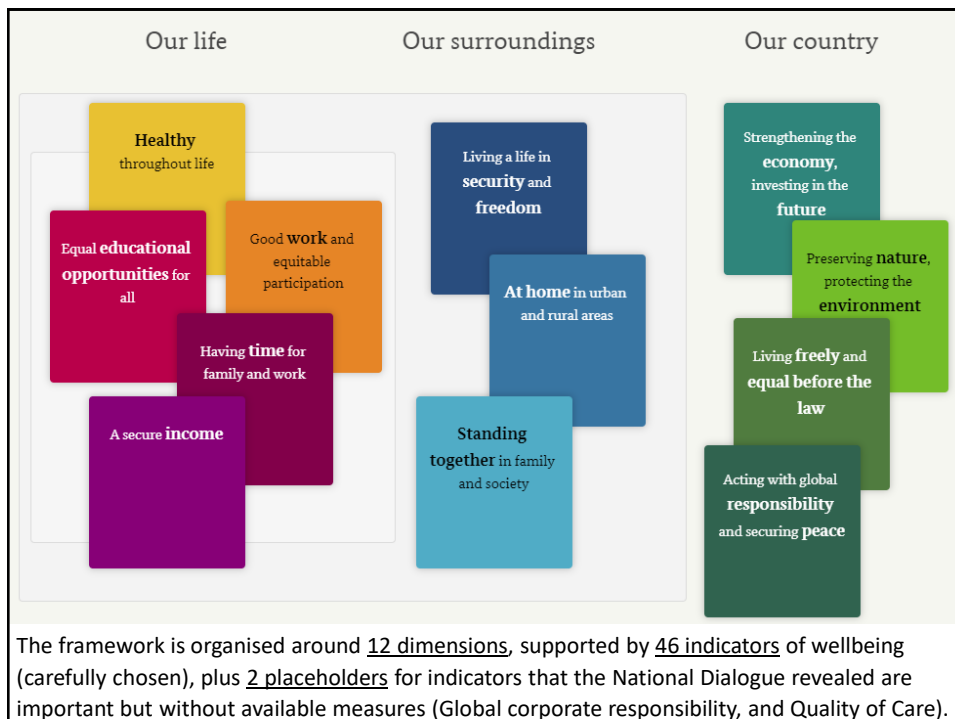 Our life
Our surroundings
Our country
Healthy
throughout life
Equal educational
opportunities for
all
Good work and
equitable
participation
Having time for
family and work
A secure income
Living a life in
security and
freedom
At home in urban
and rural areas
Standing
together in family
and society
Strengthening the
economy,
investing in the
future
Preserving nature,
protecting the
environment
Living freely and
equal before the
law
Acting with global
responsibility
and securing peace
The framework is organised around 12 dimensions, supported by 46 indicators of wellbeing
(carefully chosen), plus 2 placeholders for indicators that the National Dialogue revealed are
important but without available measures (Global corporate responsibility, and Quality of Care).